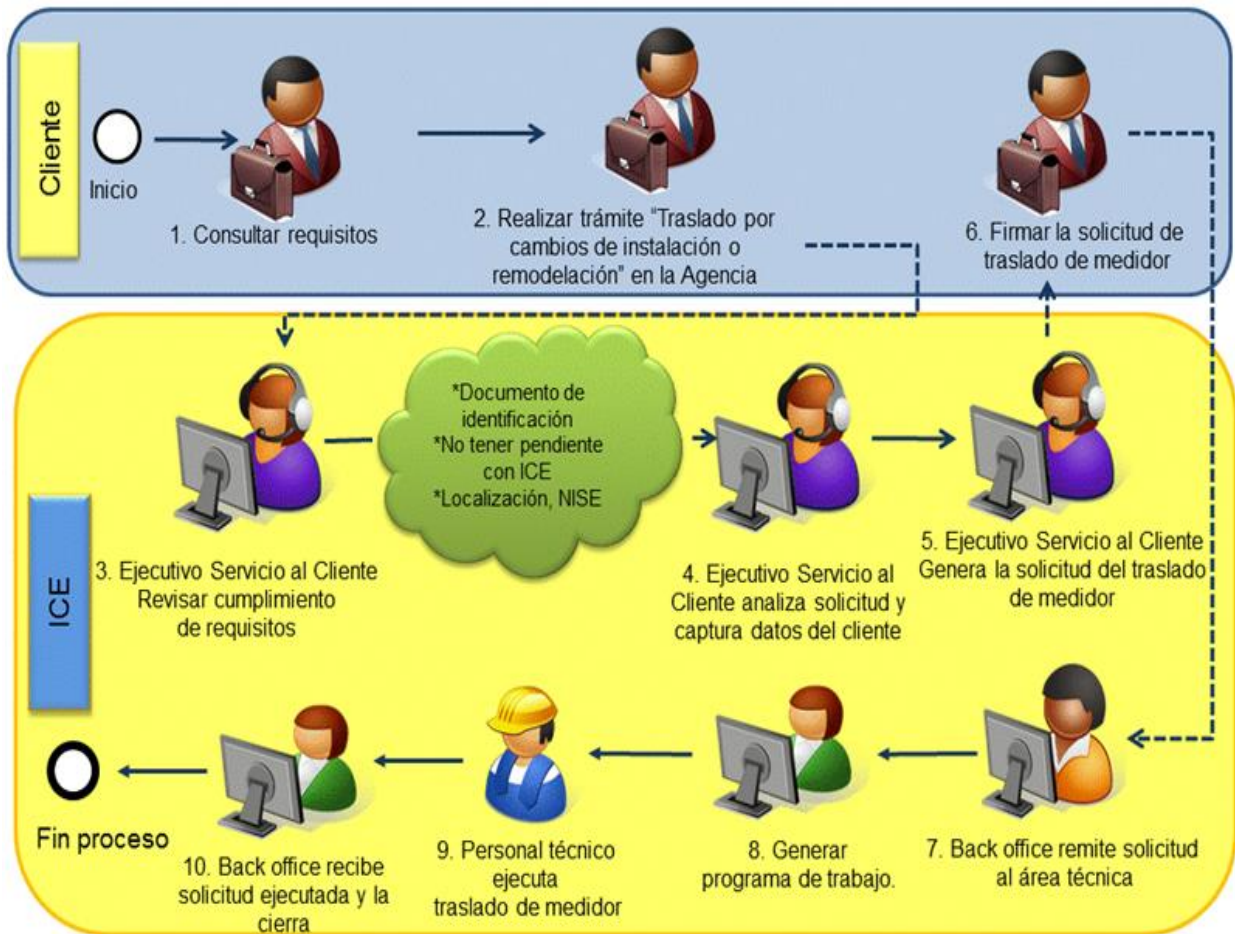 Cliente
Inicio
1. Consultar requisitos
2. Realizar trámite "Traslado por
cambios de instalación o
remodelación" en la Agencia
6. Firmar la solicitud de
traslado de medidor
ICE
*Documento de
identificación
*No tener pendiente
con ICE
*Localización, NISE
3. Ejecutivo Servicio al Cliente
Revisar cumplimiento
de requisitos
4. Ejecutivo Servicio al
Cliente analiza solicitud y
captura datos del cliente
5. Ejecutivo Servicio al Cliente
Genera la solicitud del traslado
de medidor
7. Back office remite solicitud
al área técnica
8. Generar
programa de trabajo.
9. Personal técnico
ejecuta
traslado de medidor
10. Back office recibe
solicitud ejecutada y la
cierra
Fin proceso